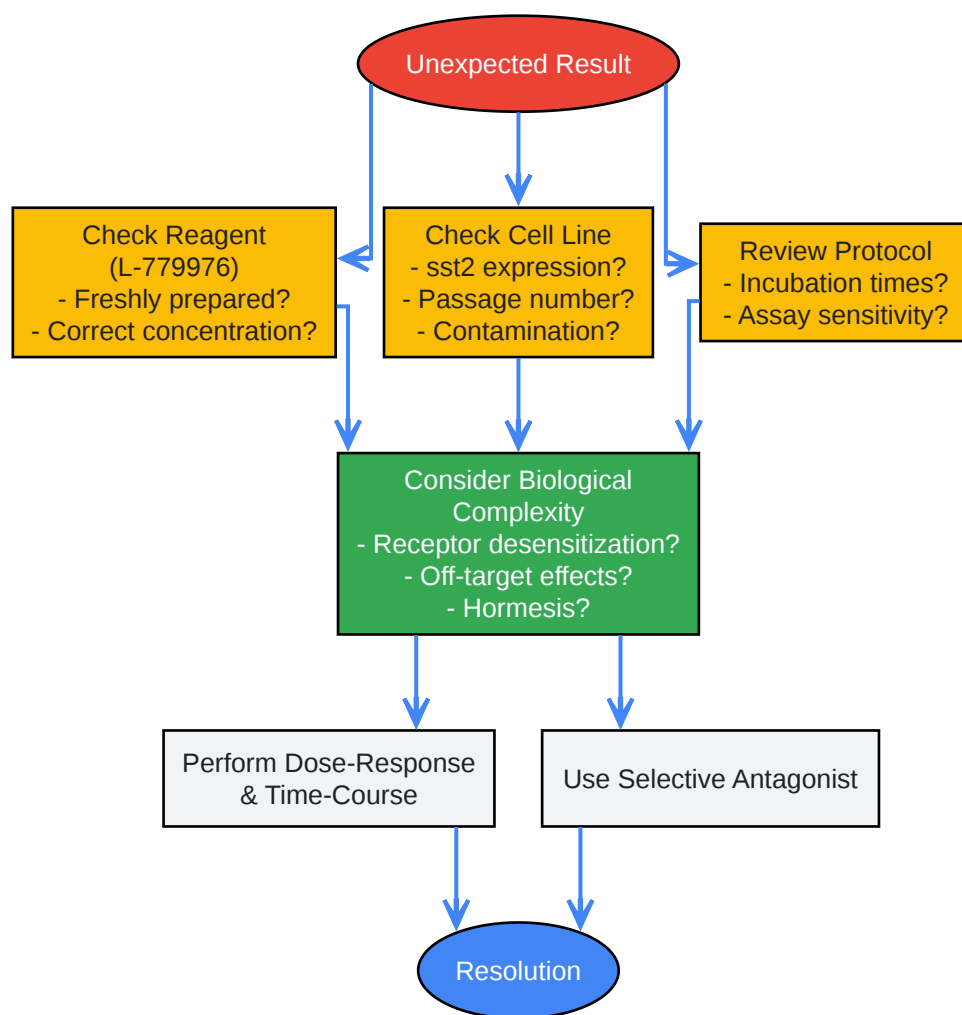 Unexpected Result
Check Reagent
(L-779976)
- Freshly prepared?
- Correct concentration?
Check Cell Line
- sst2 expression?
- Passage number?
- Contamination?
Review Protocol
- Incubation times?
- Assay sensitivity?
Consider Biological
Complexity
- Receptor desensitization?
- Off-target effects?
- Hormesis?
Perform Dose-Response
& Time-Course
Use Selective Antagonist
Resolution